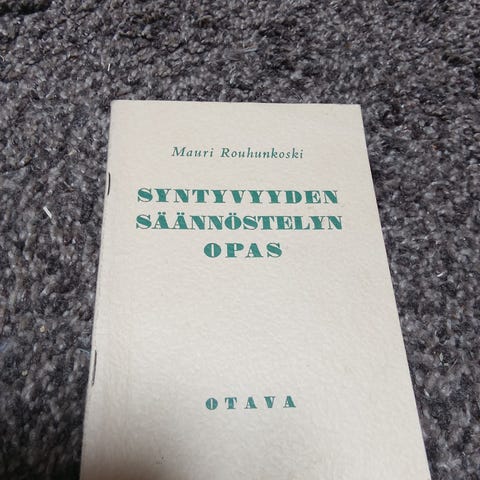 Mauri Rouhunkoski
SYNTYVYYDEN
SÄÄNNÖSTELYN
OPAS
OTAVA